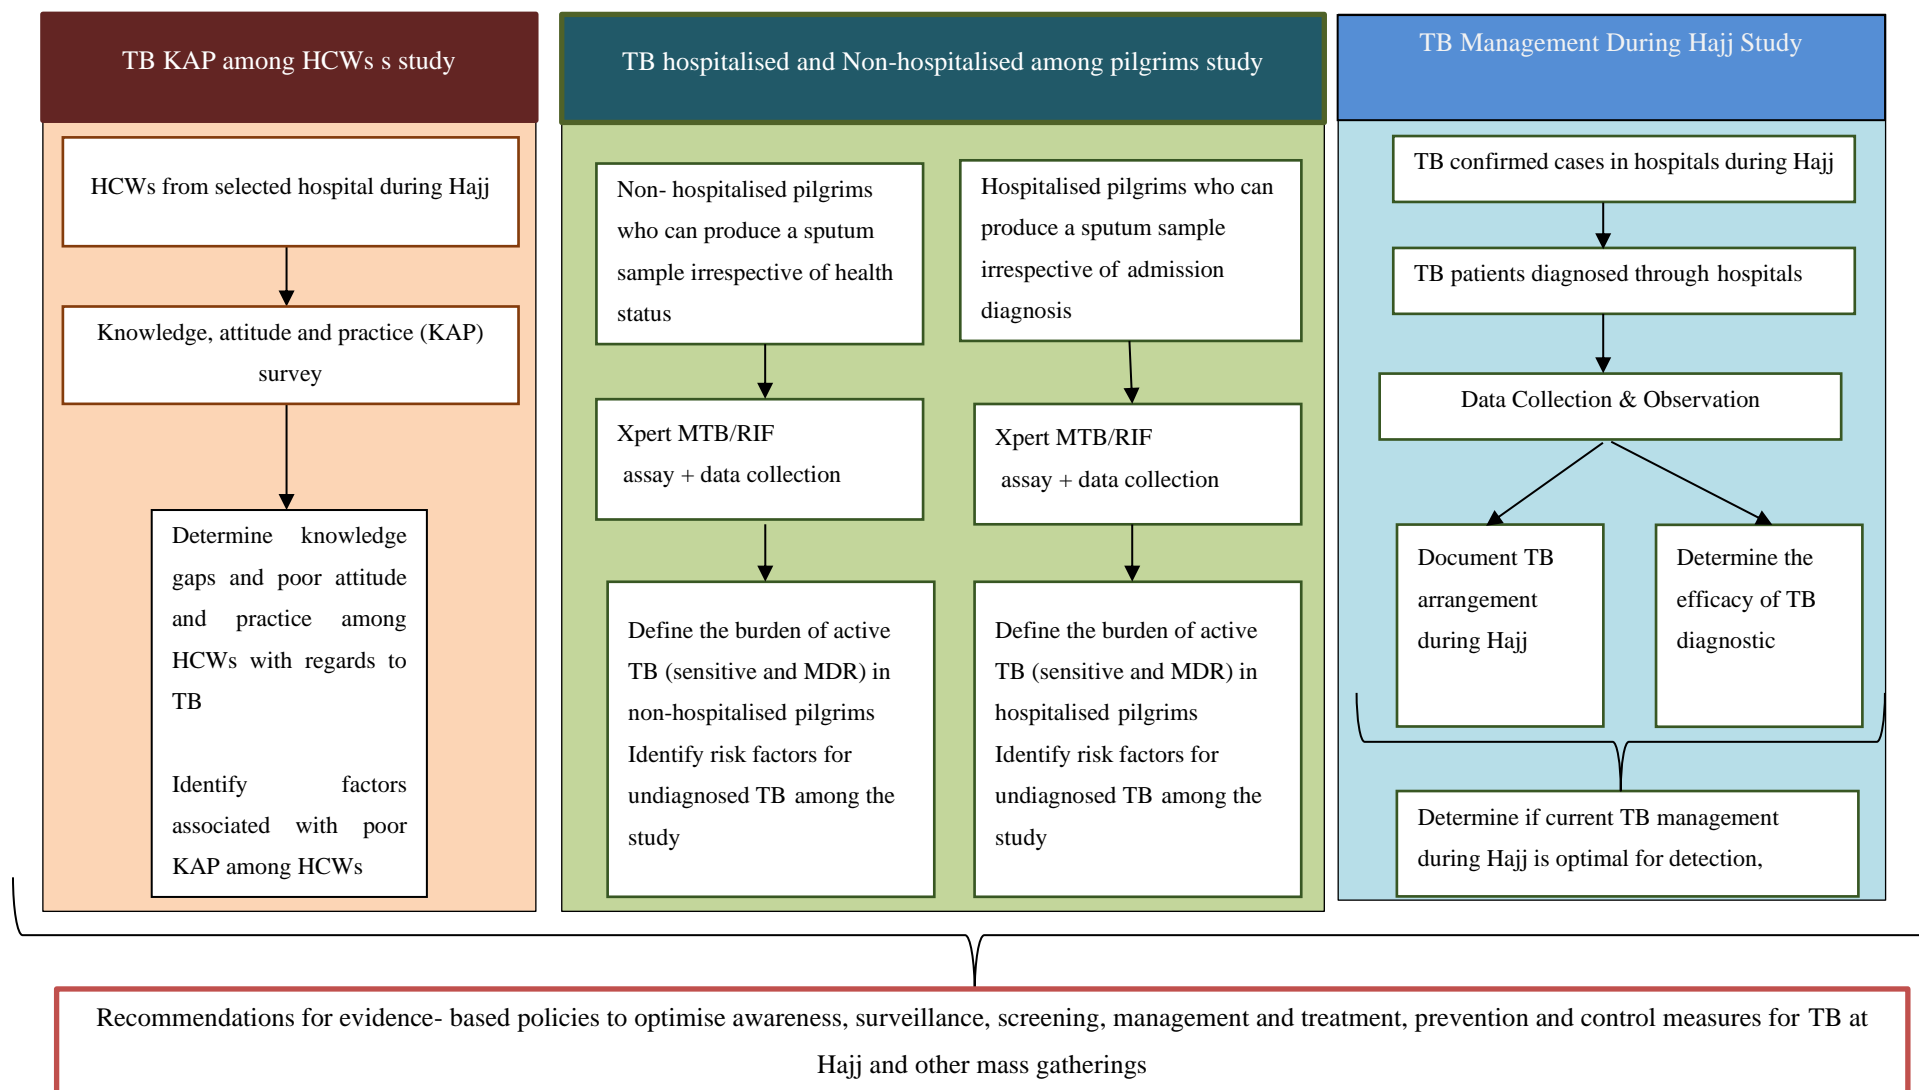 TB KAP among HCWs s study
HCWs from selected hospital during Hajj
Knowledge, attitude and practice (KAP)
survey
Determine knowledge
gaps and poor attitude
and practice among
HCWs with regards to
TB
Identify factors
associated with poor
KAP among HCWs
TB hospitalised and Non-hospitalised among pilgrims study
Non- hospitalised pilgrims
who can produce a sputum
sample irrespective of health
status
Xpert MTB/RIF
assay + data collection
Define the burden of active
TB (sensitive and MDR) in
non-hospitalised pilgrims
Identify risk factors for
undiagnosed TB among the
study
Hospitalised pilgrims who can
produce a sputum sample
irrespective of admission
diagnosis
Xpert MTB/RIF
assay + data collection
Define the burden of active
TB (sensitive and MDR) in
hospitalised pilgrims
Identify risk factors for
undiagnosed TB among the
study
TB Management During Hajj Study
TB confirmed cases in hospitals during Hajj
TB patients diagnosed through hospitals
Data Collection & Observation
Document TB
arrangement
during Hajj
Determine the
efficacy of TB
diagnostic
Determine if current TB management
during Hajj is optimal for detection,
Recommendations for evidence- based policies to optimise awareness, surveillance, screening, management and treatment, prevention and control measures for TB at
Hajj and other mass gatherings